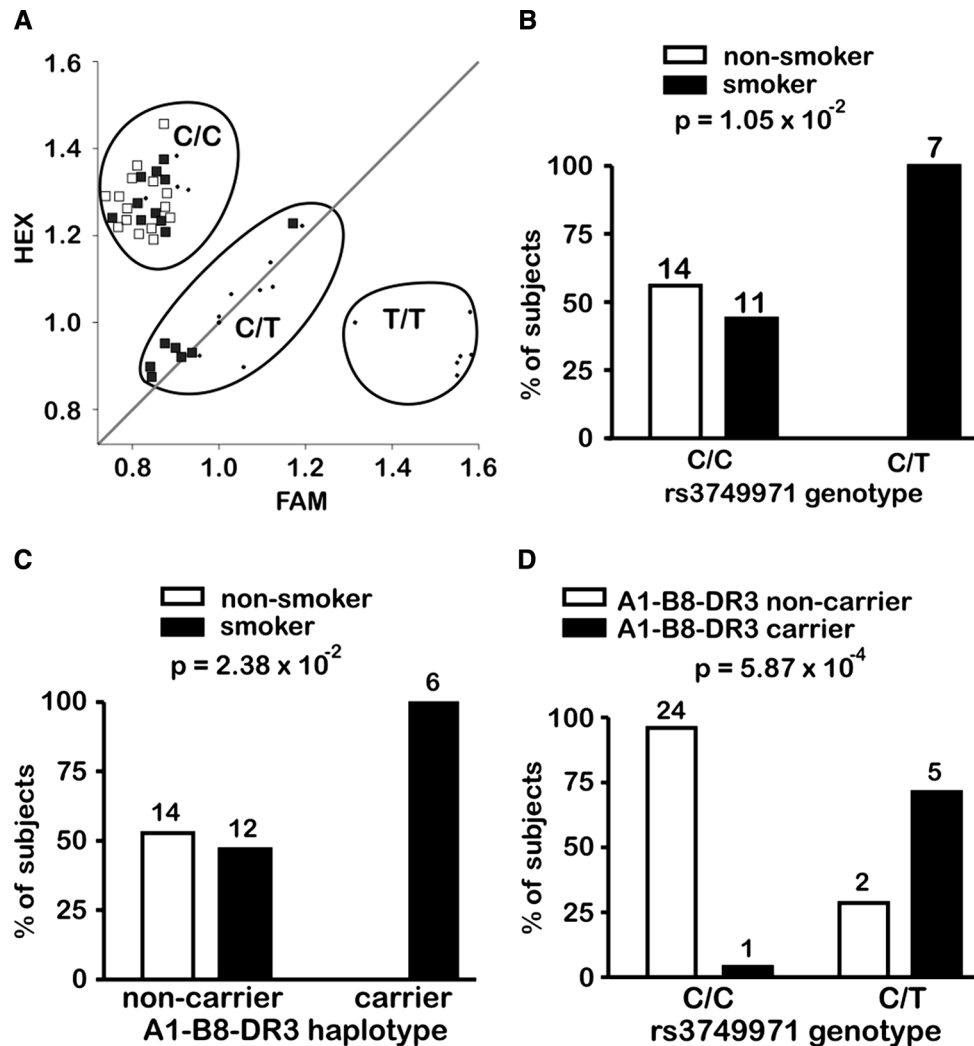 A
1.6
1.4
1.2
1.0
0.8
HEX
C/C
C/T
T/T
0.8 1.0 1.2 1.4 1.6
FAM
B
non-smoker
smoker
p = 1.05 x 10⁻²
100
75
50
25
0
% of subjects
14
11
7
C/C C/T
rs3749971 genotype
C
non-smoker
smoker
p = 2.38 x 10⁻²
100
75
50
25
0
% of subjects
14
12
6
non-carrier carrier
A1-B8-DR3 haplotype
D
A1-B8-DR3 non-carrier
A1-B8-DR3 carrier
p = 5.87 x 10⁻⁴
100
75
50
25
0
% of subjects
24
1
2
5
C/C C/T
rs3749971 genotype